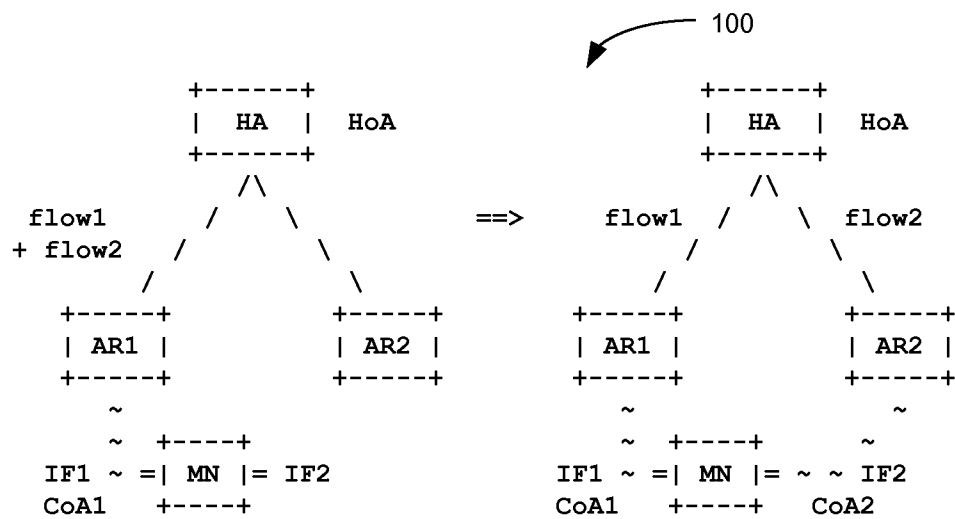 100
HA HoA HA HoA
flow1 ==> flow1 flow2
+ flow2
AR1 AR2 AR1 AR2
IF1 ~ =| MN |= IF2 IF1 ~ =| MN |= ~ ~ IF2
CoA1 CoA1 CoA2